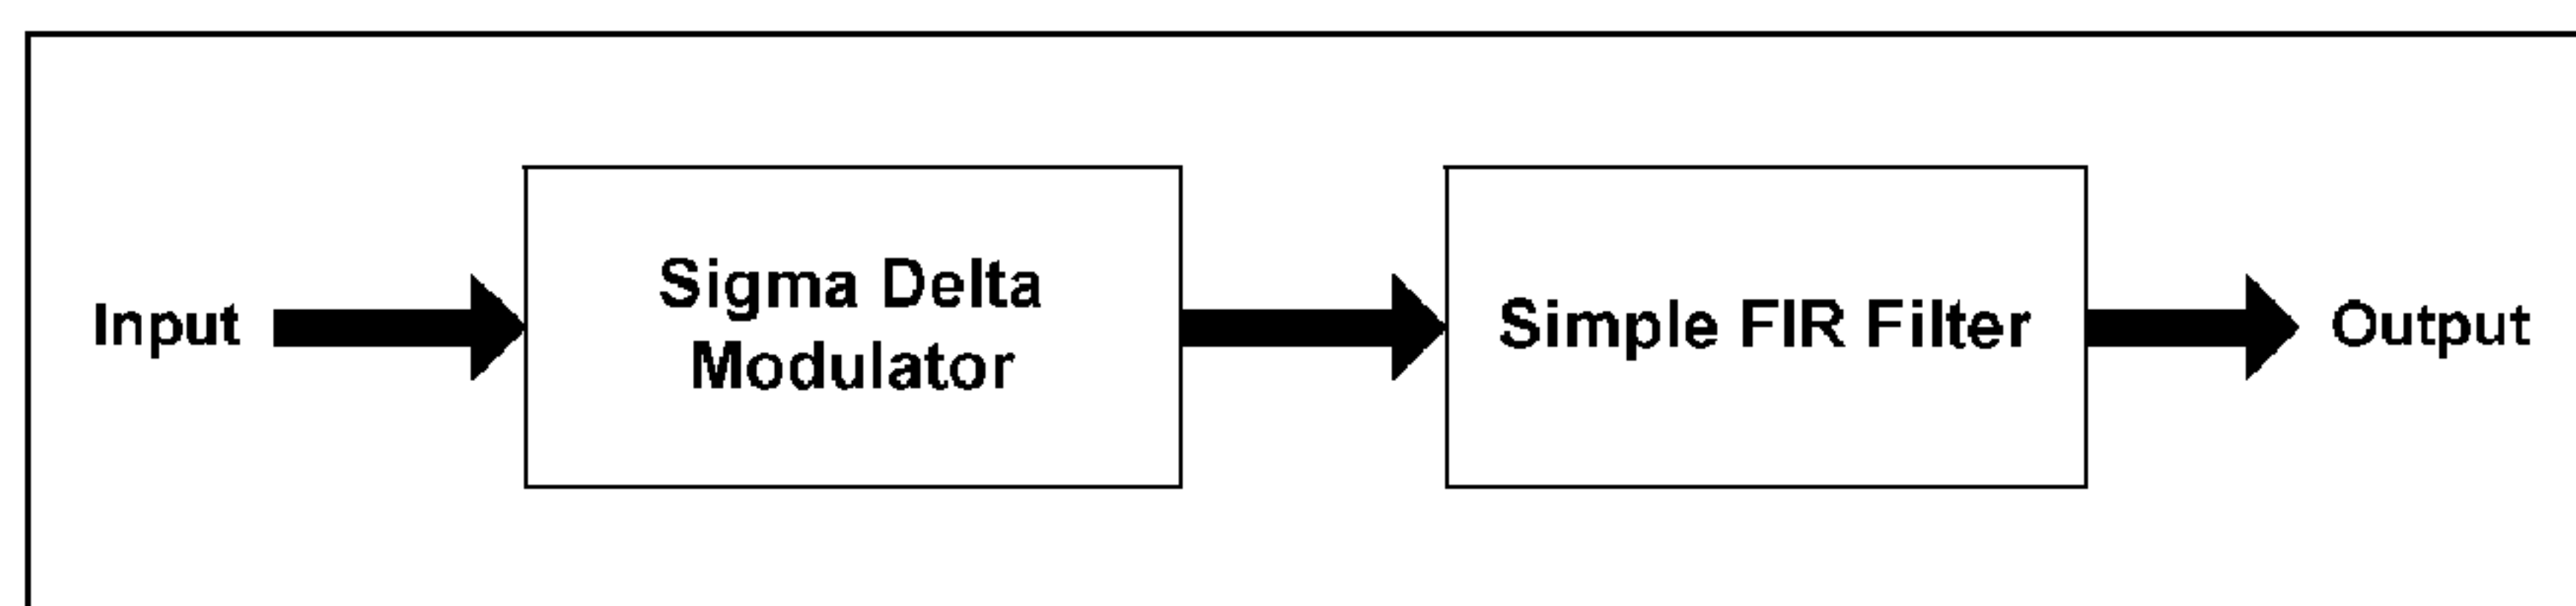 Input
Sigma Delta
Modulator
Simple FIR Filter
Output